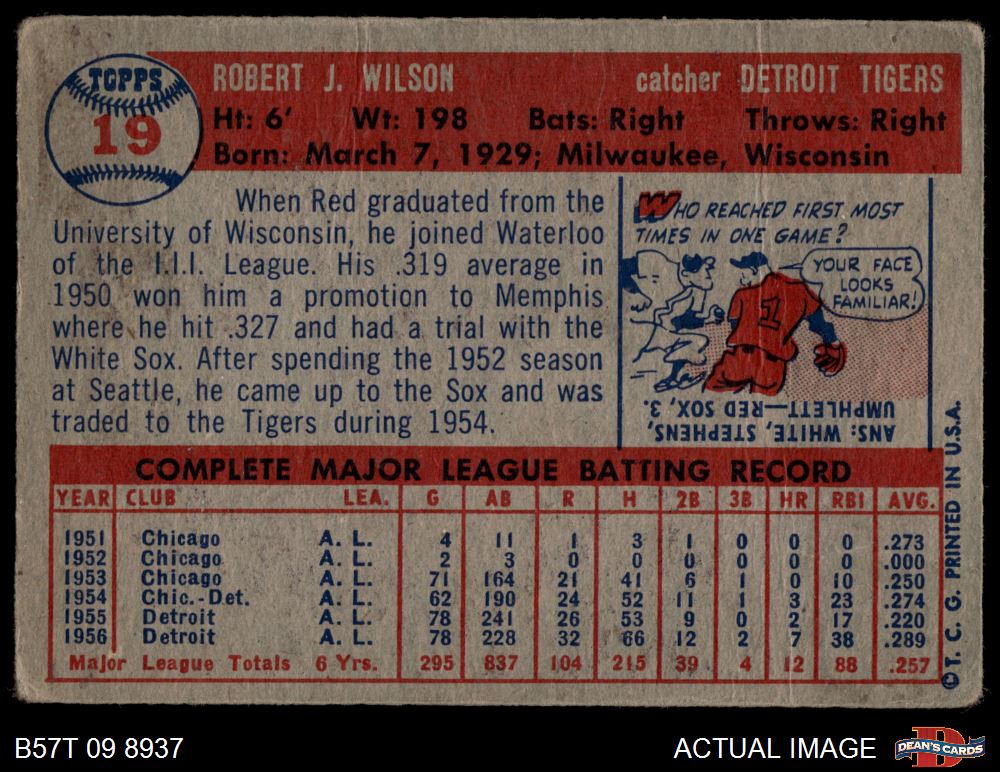 TOPPS
19
ROBERT J. WILSON catcher DETROIT TIGERS
Ht: 6' Wt: 198 Bats: Right Throws: Right
Born: March 7, 1929; Milwaukee, Wisconsin
When Red graduated from the
University of Wisconsin, he joined Waterloo
of the I.I.I. League. His .319 average in
1950 won him a promotion to Memphis
where he hit .327 and had a trial with the
White Sox. After spending the 1952 season
at Seattle, he came up to the Sox and was
traded to the Tigers during 1954.
WHO REACHED FIRST MOST
TIMES IN ONE GAME?
YOUR FACE
LOOKS
FAMILIAR!
1
ANS: WHITE, STEPHENS,
UMPHLETT—RED SOX, 3.
COMPLETE MAJOR LEAGUE BATTING RECORD
YEAR CLUB LEA. G AB R H 2B 3B HR RBI AVG.
1951 Chicago A. L. 4 11 1 3 1 0 0 0 .273
1952 Chicago A. L. 2 3 0 0 0 0 0 0 .000
1953 Chicago A. L. 71 164 21 41 6 1 0 10 .250
1954 Chic.-Det. A. L. 62 190 24 52 11 1 3 23 .274
1955 Detroit A. L. 78 241 26 53 9 0 2 17 .220
1956 Detroit A. L. 78 228 32 66 12 2 7 38 .289
Major League Totals 6 Yrs. 295 837 104 215 39 4 12 88 .257
© T. C. G. PRINTED IN U.S.A.
B57T 09 8937
ACTUAL IMAGE
D
DEAN'S CARDS